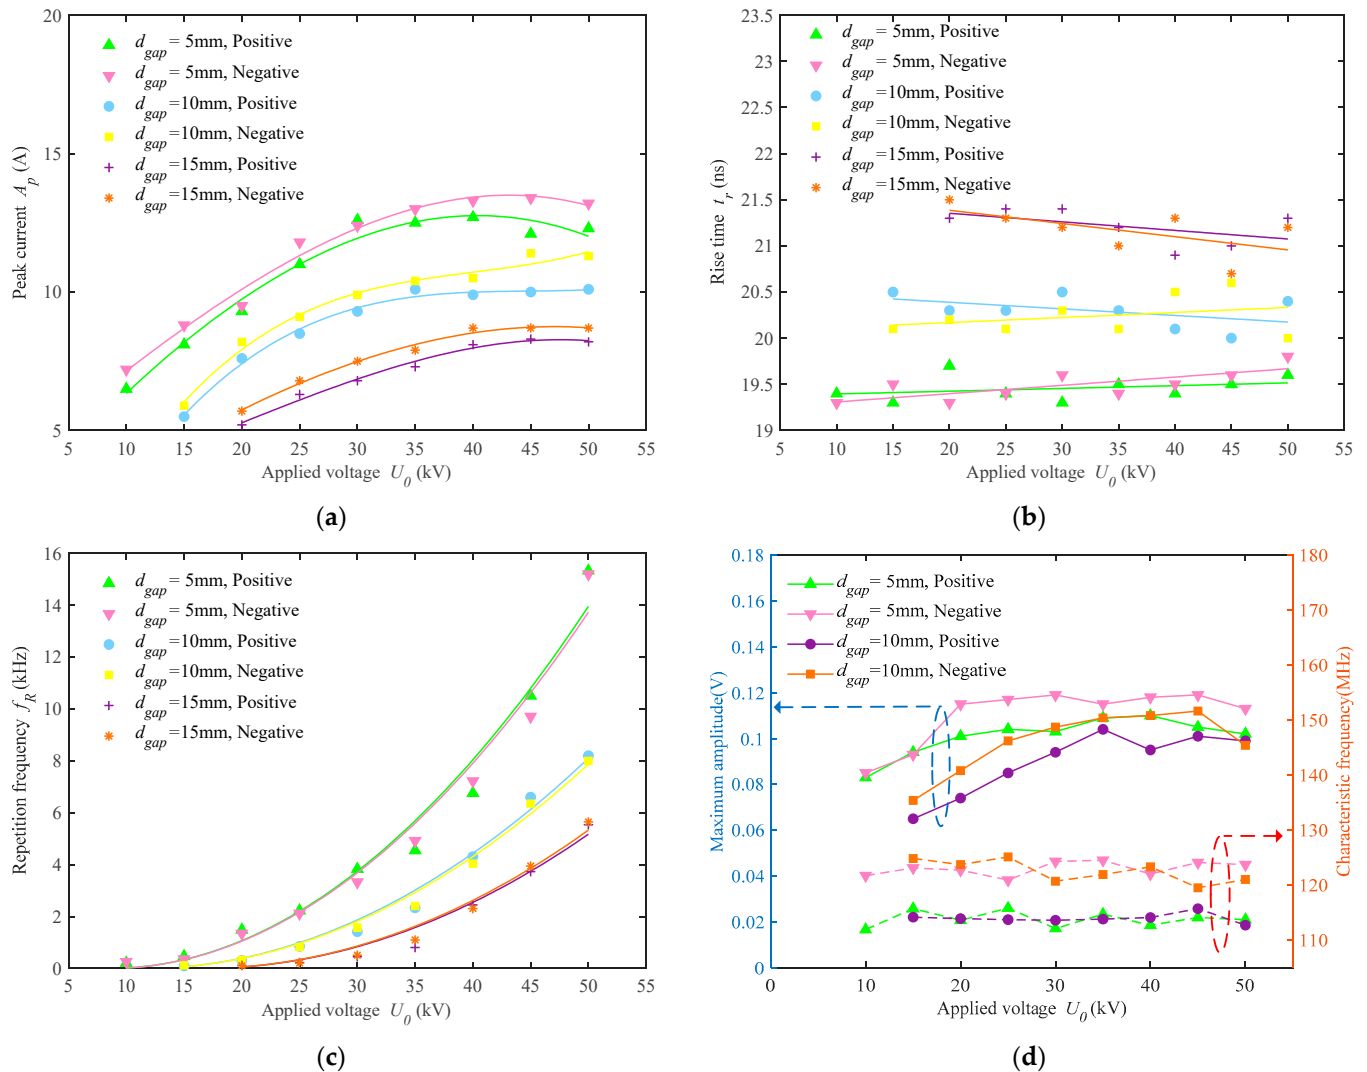 20
15
10
5
5 10 15 20 25 30 35 40 45 50 55
Peak current A_p (A)
Applied voltage U_0 (kV)
d_gap = 5mm, Positive
d_gap = 5mm, Negative
d_gap =10mm, Positive
d_gap =10mm, Negative
d_gap =15mm, Positive
d_gap =15mm, Negative
(a)
23.5
23
22.5
22
21.5
21
20.5
20
19.5
19
5 10 15 20 25 30 35 40 45 50 55
Rise time t_r (ns)
Applied voltage U_0 (kV)
d_gap = 5mm, Positive
d_gap = 5mm, Negative
d_gap =10mm, Positive
d_gap =10mm, Negative
d_gap =15mm, Positive
d_gap =15mm, Negative
(b)
16
14
12
10
8
6
4
2
0
5 10 15 20 25 30 35 40 45 50 55
Repetition frequency f_R (kHz)
Applied voltage U_0 (kV)
d_gap = 5mm, Positive
d_gap = 5mm, Negative
d_gap =10mm, Positive
d_gap =10mm, Negative
d_gap =15mm, Positive
d_gap =15mm, Negative
(c)
0.18
0.16
0.14
0.12
0.1
0.08
0.06
0.04
0.02
0
0 10 20 30 40 50
180
170
160
150
140
130
120
110
Maximum amplitude(V)
Characteristic frequency(MHz)
Applied voltage U_0 (kV)
d_gap = 5mm, Positive
d_gap = 5mm, Negative
d_gap =10mm, Positive
d_gap =10mm, Negative
(d)